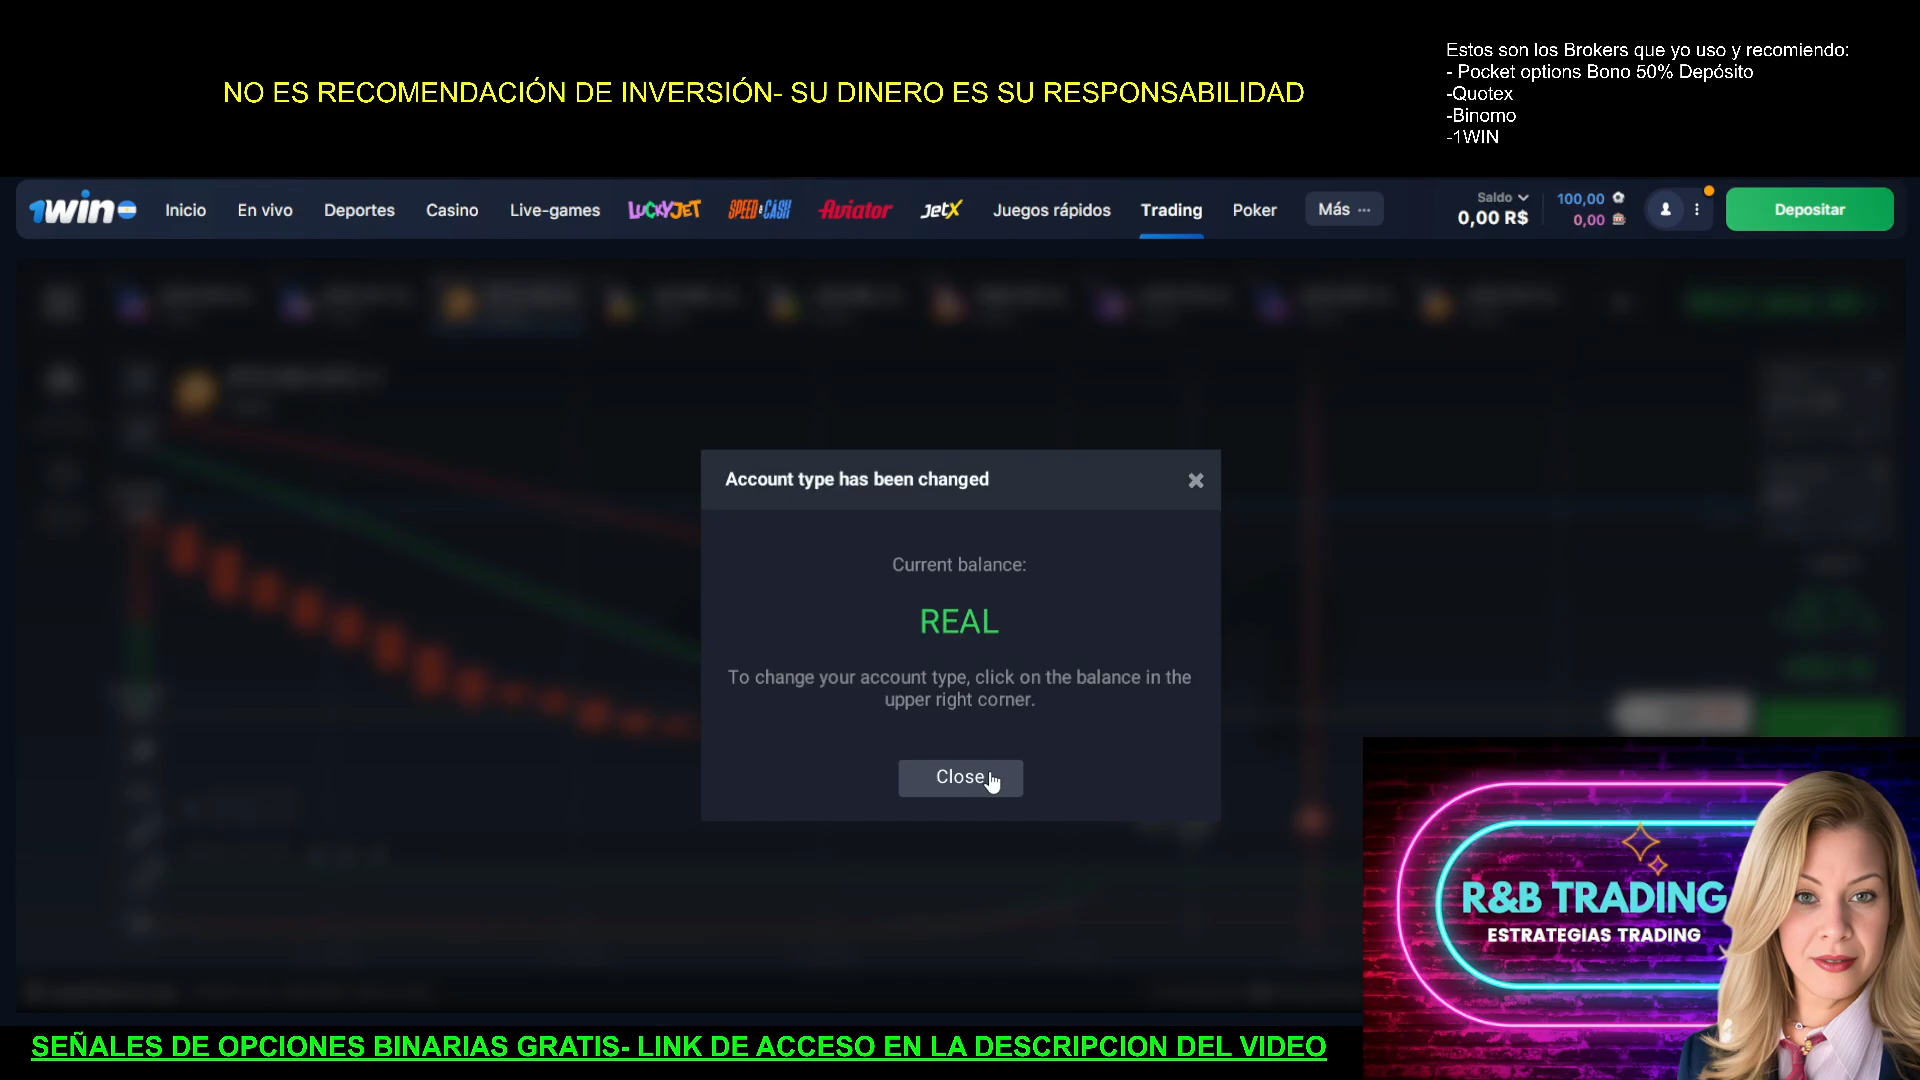 NO ES RECOMENDACIÓN DE INVERSIÓN- SU DINERO ES SU RESPONSABILIDAD
Estos son los Brokers que yo uso y recomiendo:
- Pocket options Bono 50% Depósito
-Quotex
-Binomo
-1WIN
1win
Inicio
En vivo
Deportes
Casino
Live-games
LUCKYJET
SPEED&CASH
Aviator
JetX
Juegos rápidos
Trading
Poker
Más
Saldo
0,00 R$
100,00
0,00
Depositar
Account type has been changed
Current balance:
REAL
To change your account type, click on the balance in the
upper right corner.
Close
R&B TRADING
ESTRATEGIAS TRADING
SEÑALES DE OPCIONES BINARIAS GRATIS- LINK DE ACCESO EN LA DESCRIPCION DEL VIDEO